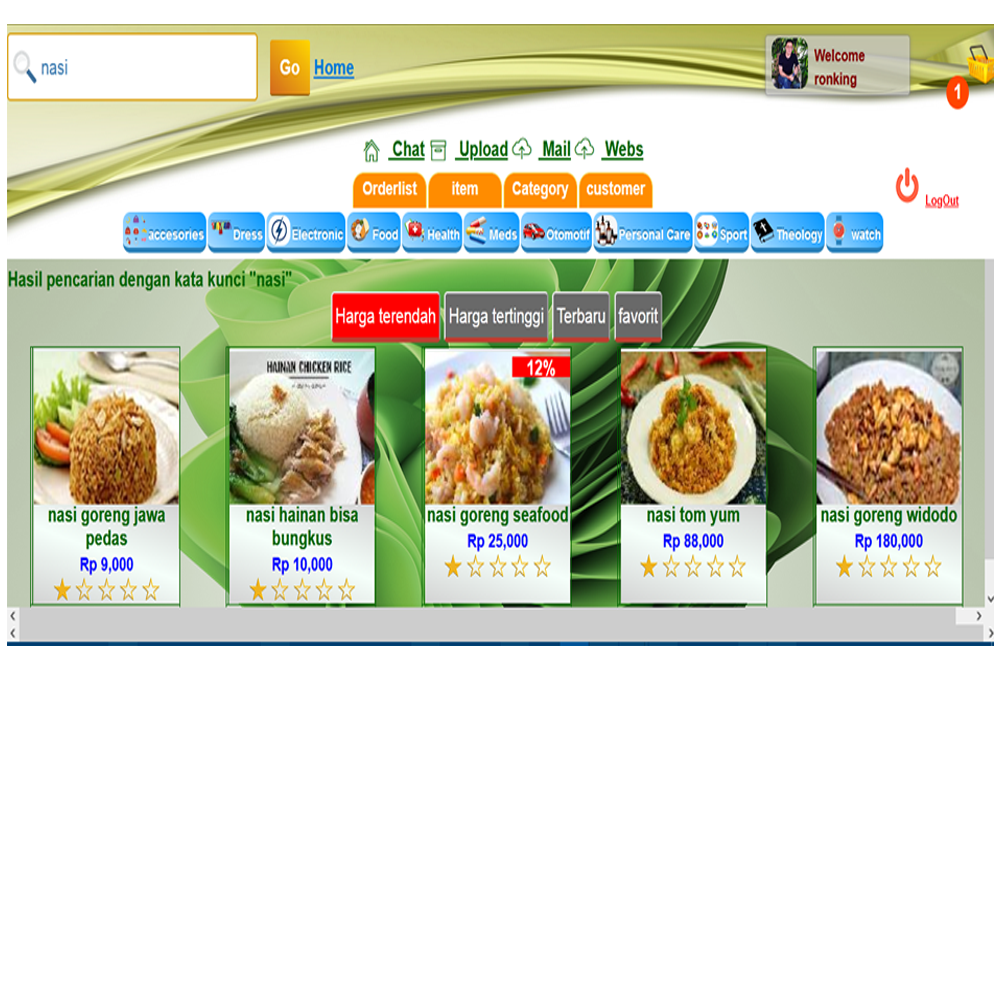 nasi
Go
Home
Welcome
ronking
1
Chat
Upload
Mail
Webs
Orderlist
item
Category
customer
LogOut
accesories
Dress
Electronic
Food
Health
Meds
Otomotif
Personal Care
Sport
Theology
watch
Hasil pencarian dengan kata kunci "nasi"
Harga terendah
Harga tertinggi
Terbaru
favorit
HAINAN CHICKEN RICE
12%
nasi goreng jawa
pedas
Rp 9,000
nasi hainan bisa
bungkus
Rp 10,000
nasi goreng seafood
Rp 25,000
nasi tom yum
Rp 88,000
nasi goreng widodo
Rp 180,000